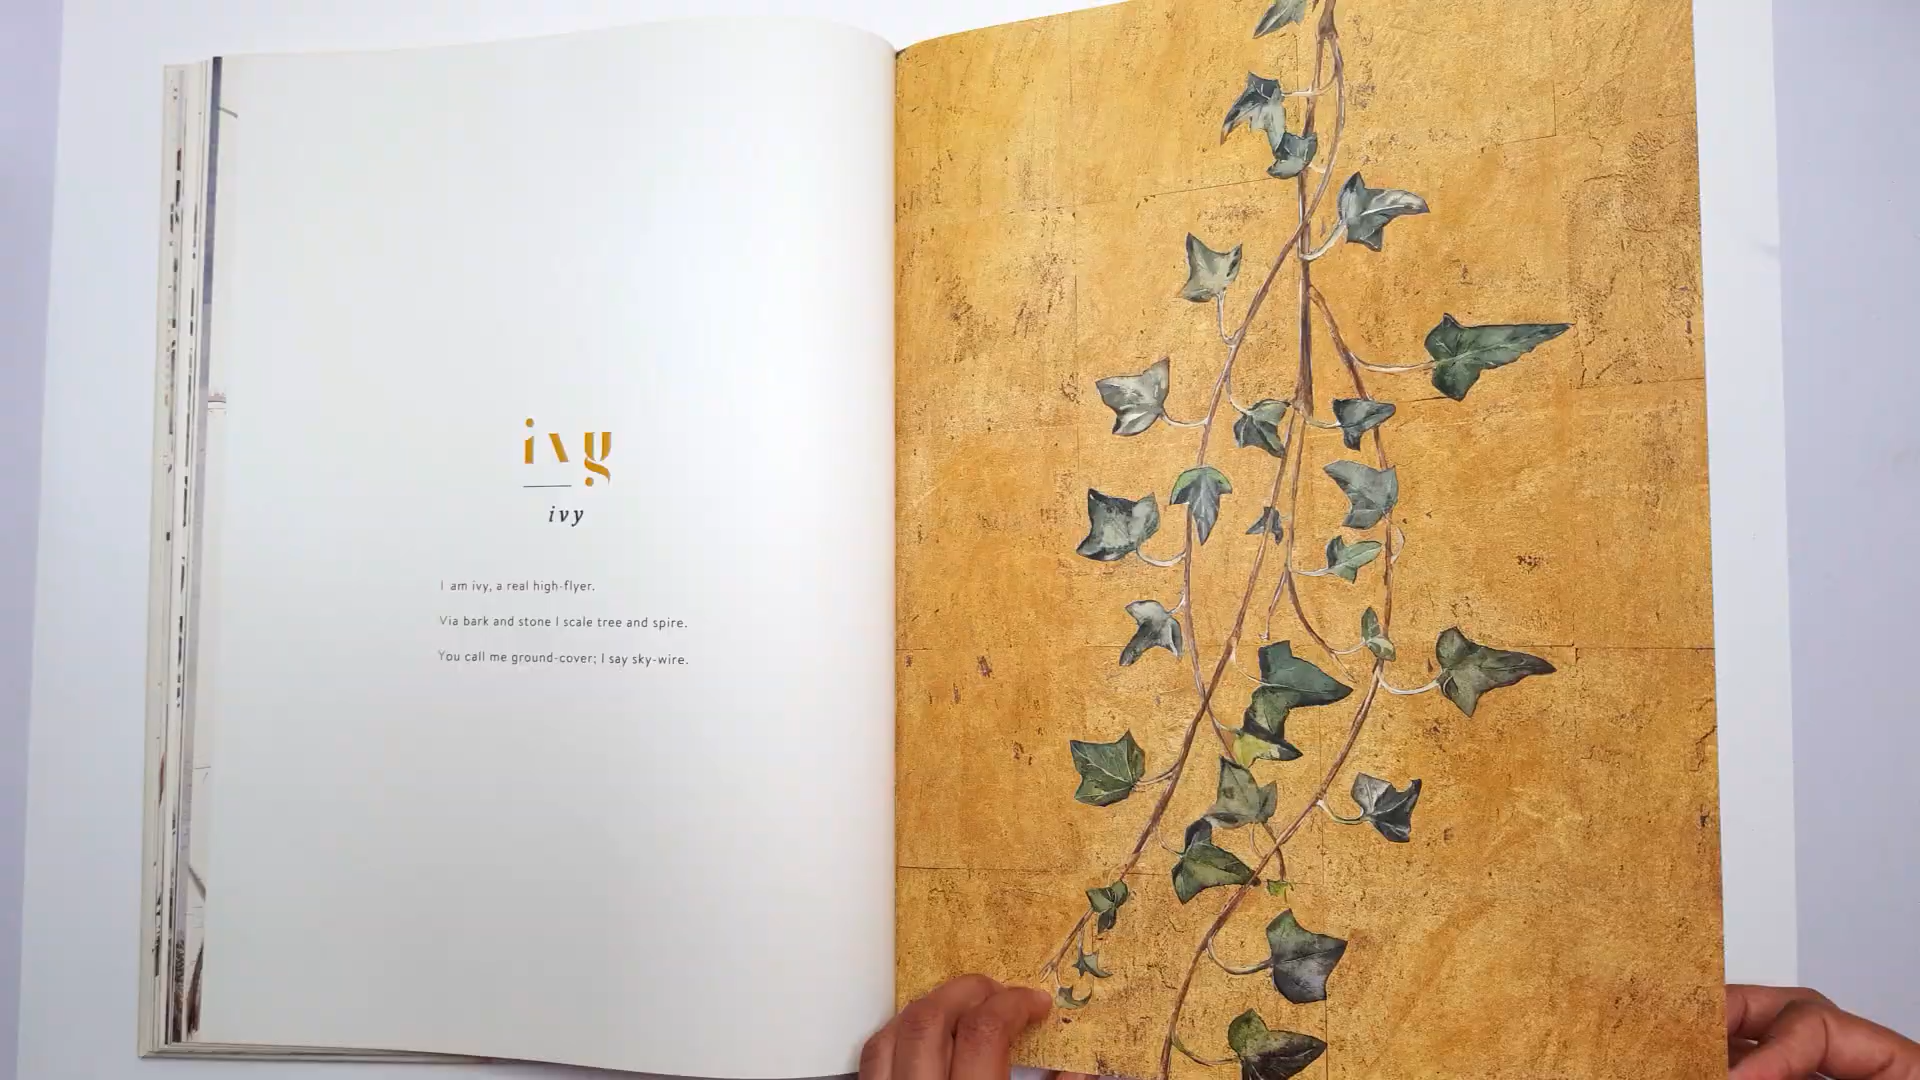 ivy
ivy
I am ivy, a real high-flyer.
Via bark and stone I scale tree and spire.
You call me ground-cover; I say sky-wire.